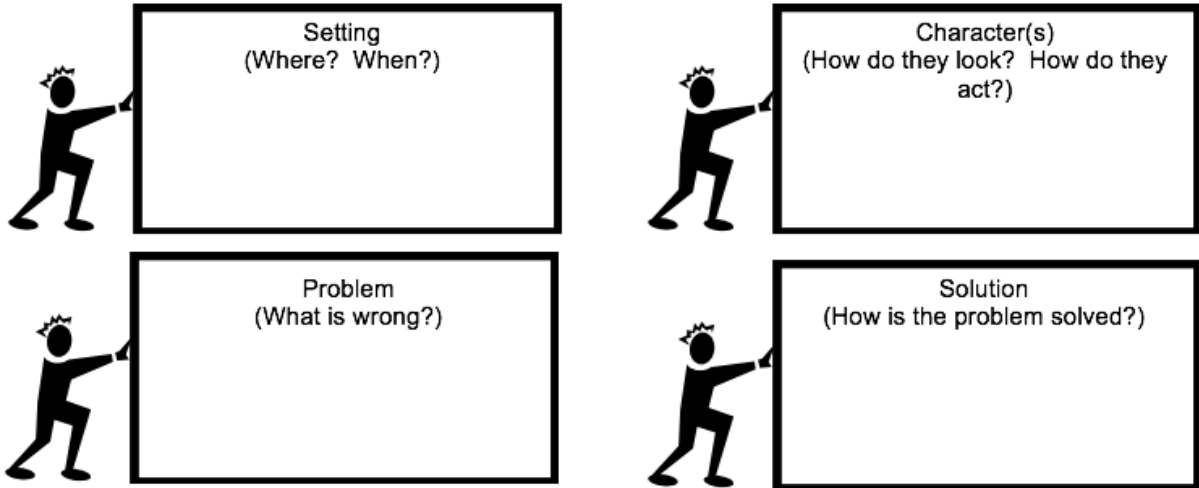 Setting
(Where?  When?)
Character(s)
(How do they look?  How do they
act?)
Problem
(What is wrong?)
Solution
(How is the problem solved?)